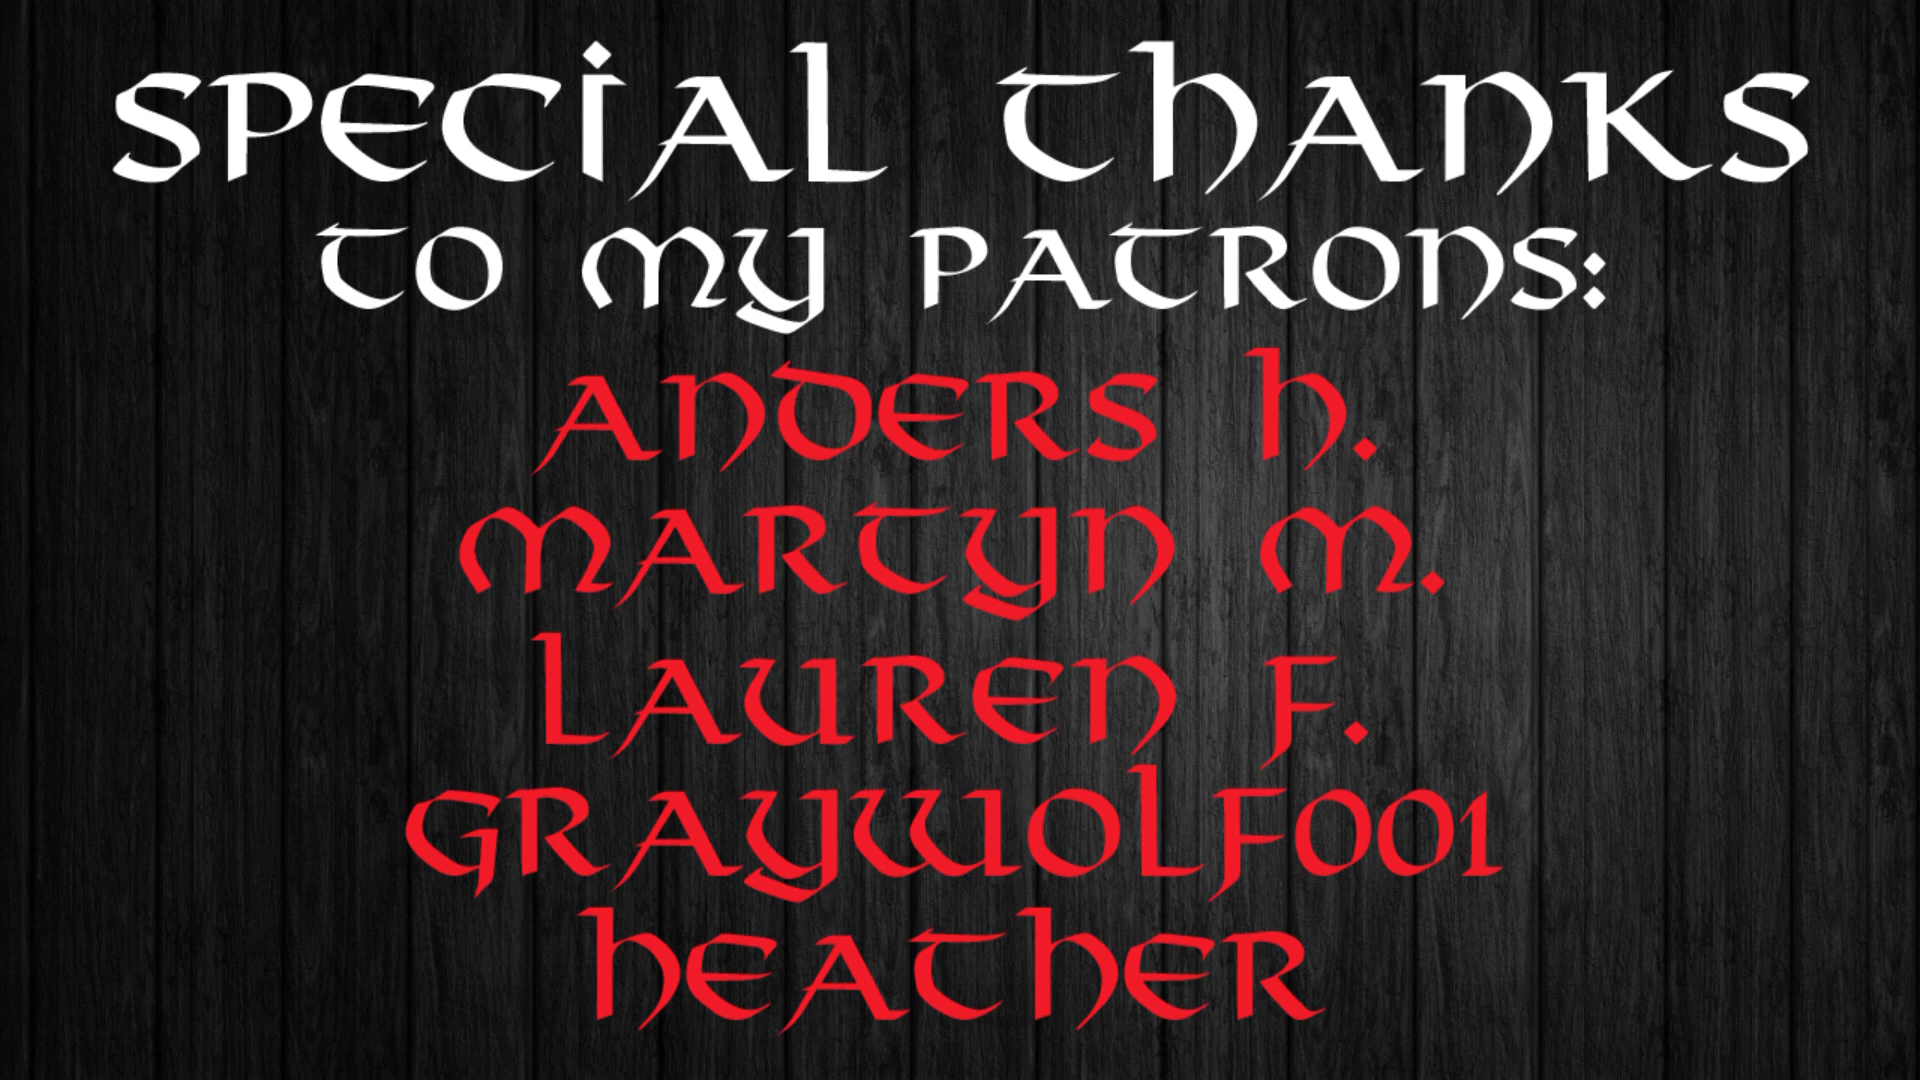 SPECIAL THANKS
TO MY PATRONS:
ANDERS H.
MARTYN M.
LAUREN F.
GRAYWOLF001
HEATHER